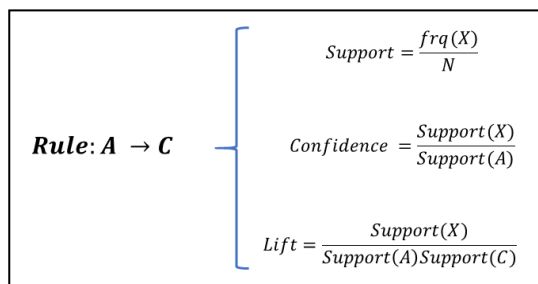 Support = frq(X) / N
Rule: A → C
Confidence = Support(X) / Support(A)
Lift = Support(X) / Support(A)Support(C)